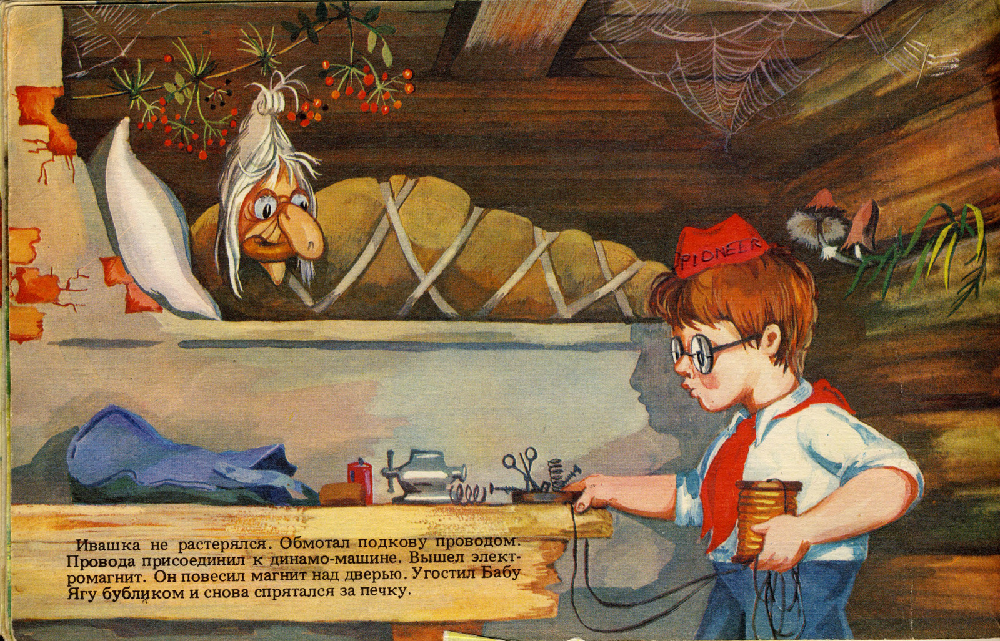 PIONEER
Ивашка не растерялся. Обмотал подкову проводом.
Провода присоединил к динамо-машине. Вышел элект-
ромагнит. Он повесил магнит над дверью. Угостил Бабу
Ягу бубликом и снова спрятался за печку.